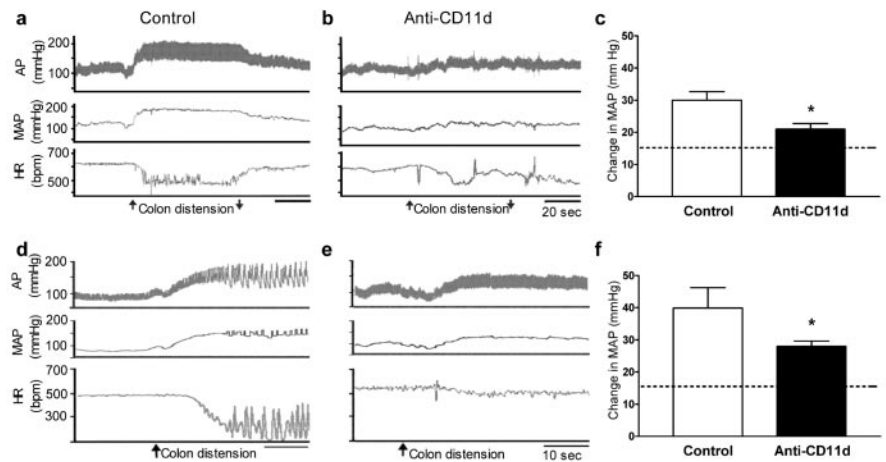 a Control
AP (mmHg)
200
100
MAP (mmHg)
200
100
HR (bpm)
700
500
Colon distension
b Anti-CD11d
Colon distension
20 sec
c
Change in MAP (mm Hg)
50
40
30
20
10
0
*
Control Anti-CD11d
d
AP (mmHg)
200
100
MAP (mmHg)
200
100
HR (bpm)
700
500
300
Colon distension
e
Colon distension
10 sec
f
Change in MAP (mmHg)
50
40
30
20
10
0
*
Control Anti-CD11d